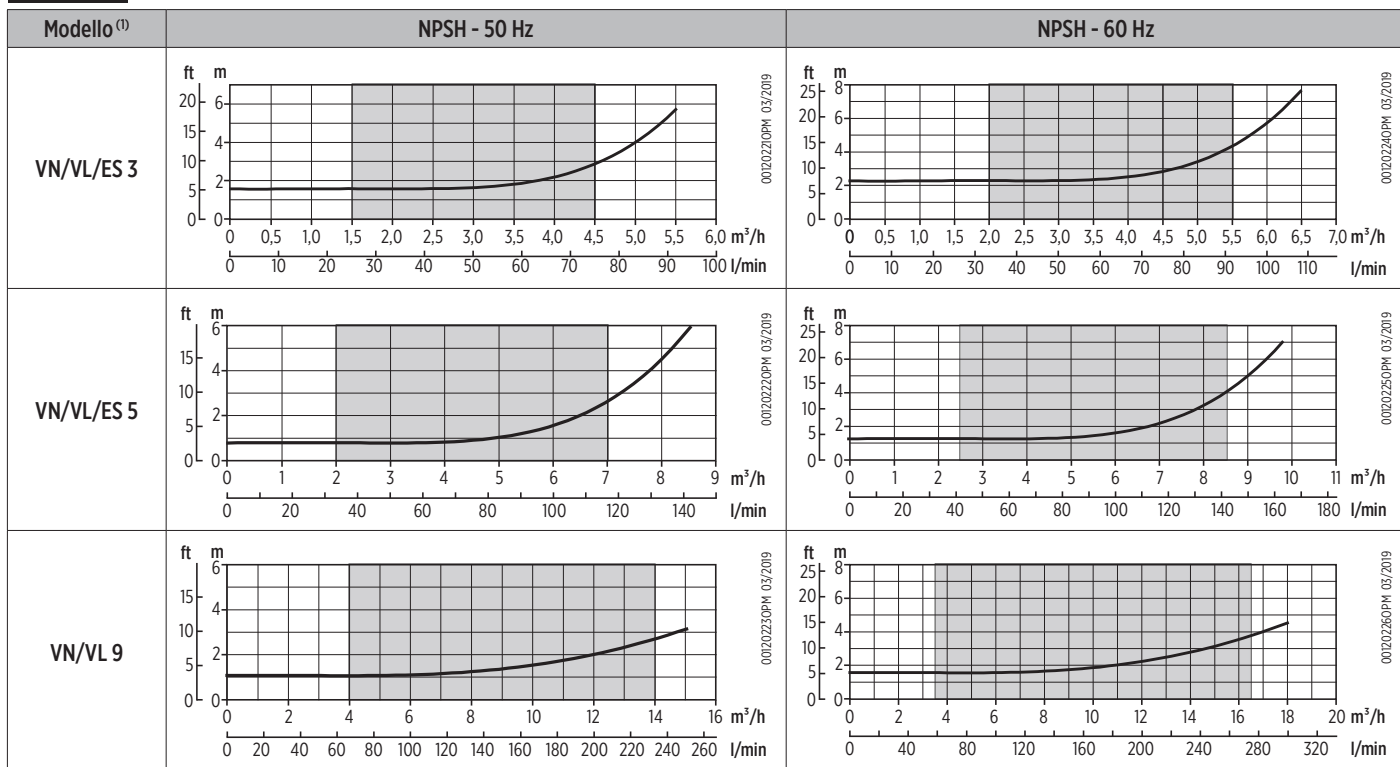 Modello (1) NPSH - 50 Hz NPSH - 60 Hz
VN/VL/ES 3
ft m
20 15 10 5 0
6 4 2 0
0 0,5 1,0 1,5 2,0 2,5 3,0 3,5 4,0 4,5 5,0 5,5 6,0 m³/h
0 10 20 30 40 50 60 70 80 90 100 l/min
001202210PM 03/2019
ft m
25 20 15 10 5 0
8 6 4 2 0
0 0,5 1,0 1,5 2,0 2,5 3,0 3,5 4,0 4,5 5,0 5,5 6,0 6,5 7,0 m³/h
0 10 20 30 40 50 60 70 80 90 100 110 l/min
001202240PM 03/2019
VN/VL/ES 5
ft m
15 10 5 0
6 4 2 0
0 1 2 3 4 5 6 7 8 9 m³/h
0 20 40 60 80 100 120 140 l/min
001202220PM 03/2019
ft m
25 20 15 10 5 0
8 6 4 2 0
0 1 2 3 4 5 6 7 8 9 10 11 m³/h
0 20 40 60 80 100 120 140 160 180 l/min
001202250PM 03/2019
VN/VL 9
ft m
15 10 5 0
6 4 2 0
0 2 4 6 8 10 12 14 16 m³/h
0 20 40 60 80 100 120 140 160 180 200 220 240 260 l/min
001202230PM 03/2019
ft m
25 20 15 10 5 0
8 6 4 2 0
0 2 4 6 8 10 12 14 16 18 20 m³/h
0 40 80 120 160 200 240 280 320 l/min
001202260PM 03/2019